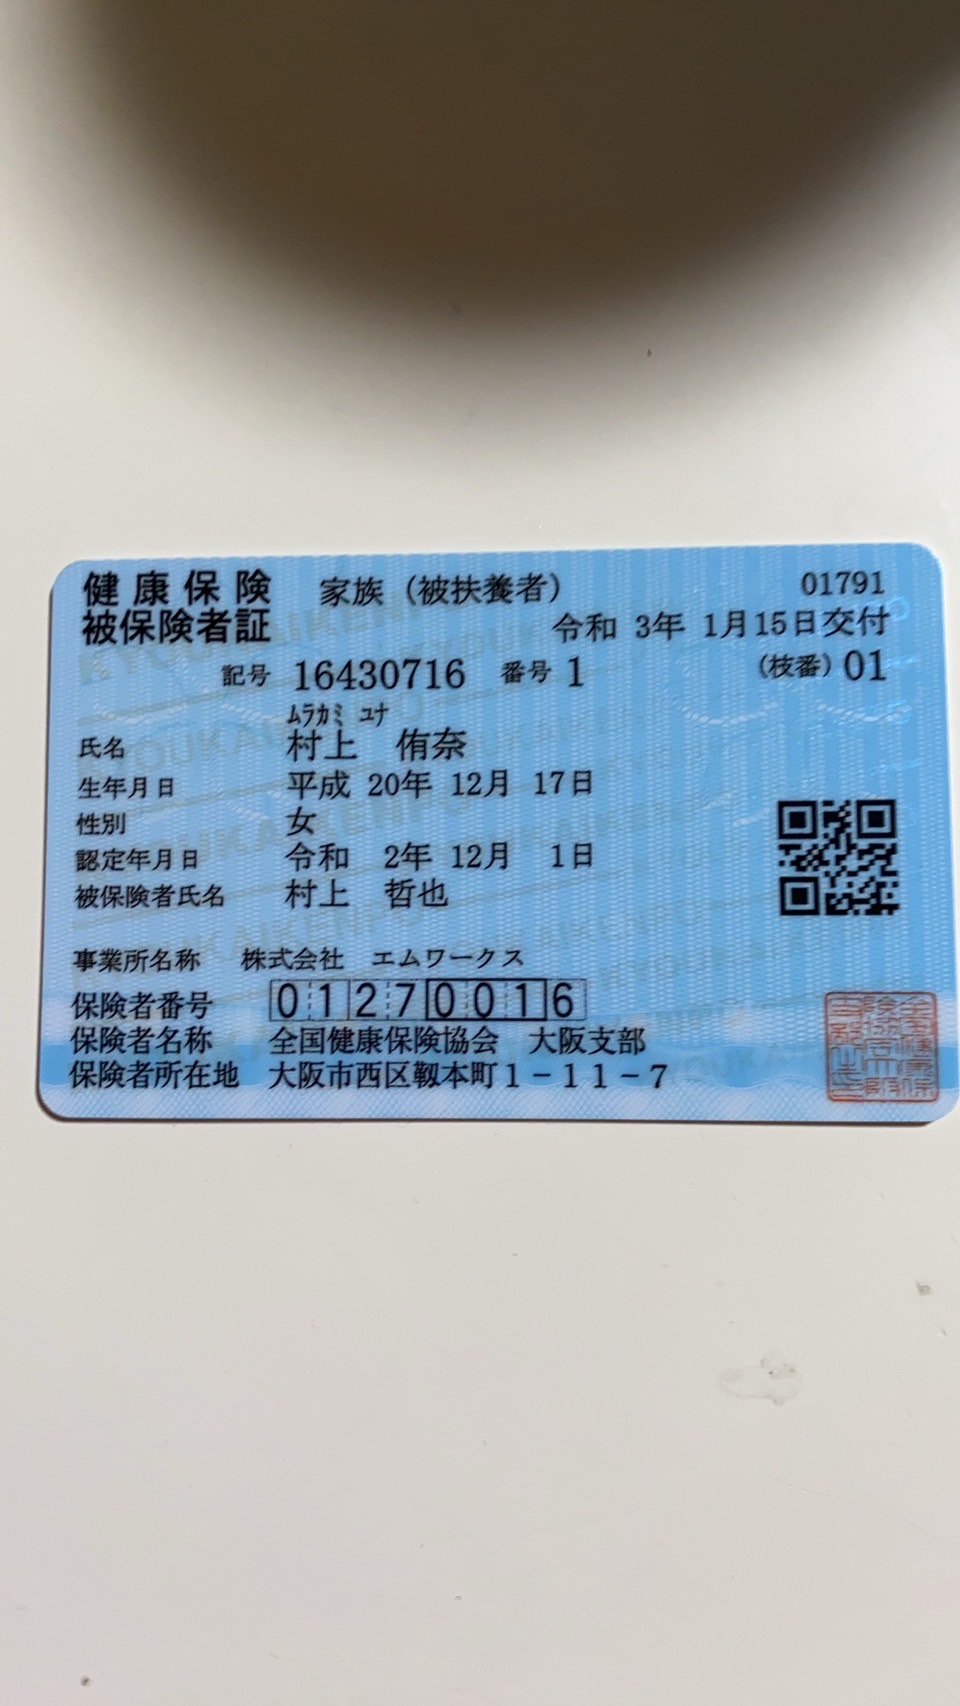 健康保険 家族(被扶養者) 01791
被保険者証 令和 3年 1月15日交付
記号 16430716 番号 1 (枝番) 01
ムラカミ ユナ
氏名 村上 侑奈
生年月日 平成 20年 12月 17日
性別 女
認定年月日 令和 2年 12月 1日
被保険者氏名 村上 哲也
事業所名称 株式会社 エムワークス
保険者番号 01270016
保険者名称 全国健康保険協会 大阪支部
保険者所在地 大阪市西区靱本町1-11-7